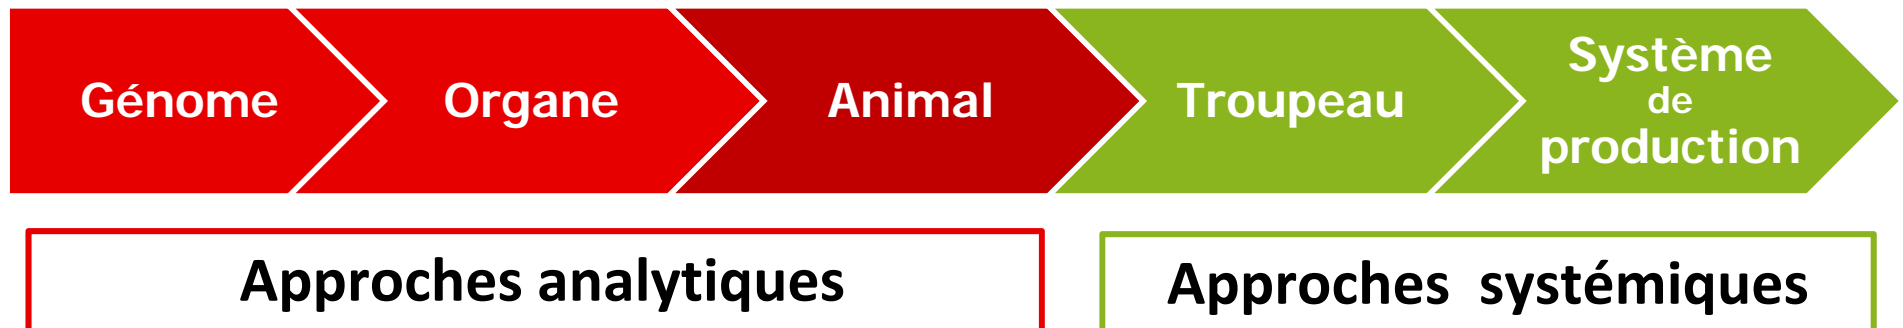 Génome
Organe
Animal
Troupeau
Système
de
production
Approches analytiques
Approches systémiques